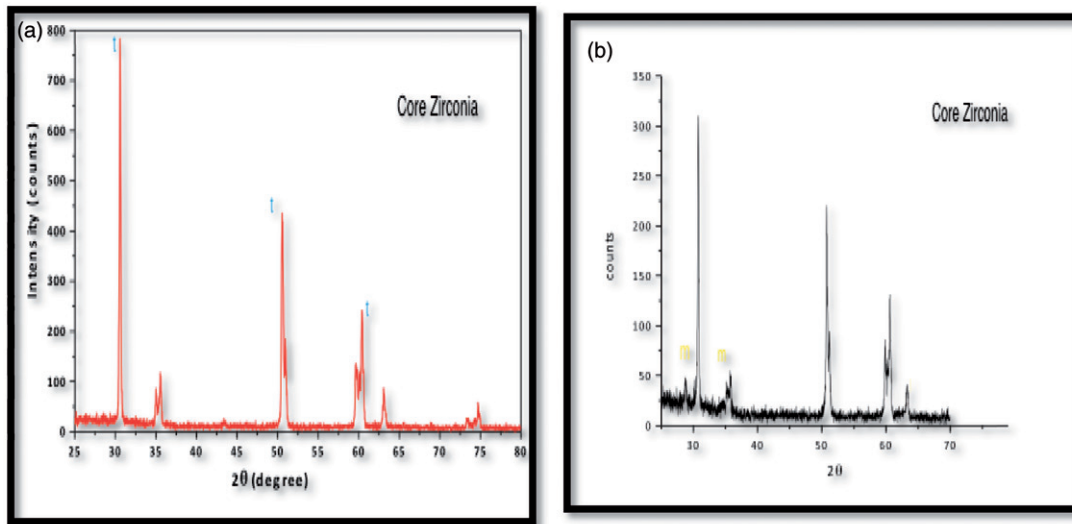 (a)
800
700
600
500
400
300
200
100
0
Intensity (counts)
t
t
t
Core Zirconia
25 30 35 40 45 50 55 60 65 70 75 80
2θ (degree)
(b)
350
300
250
200
150
100
50
0
counts
m
m
Core Zirconia
30 40 50 60 70
2θ